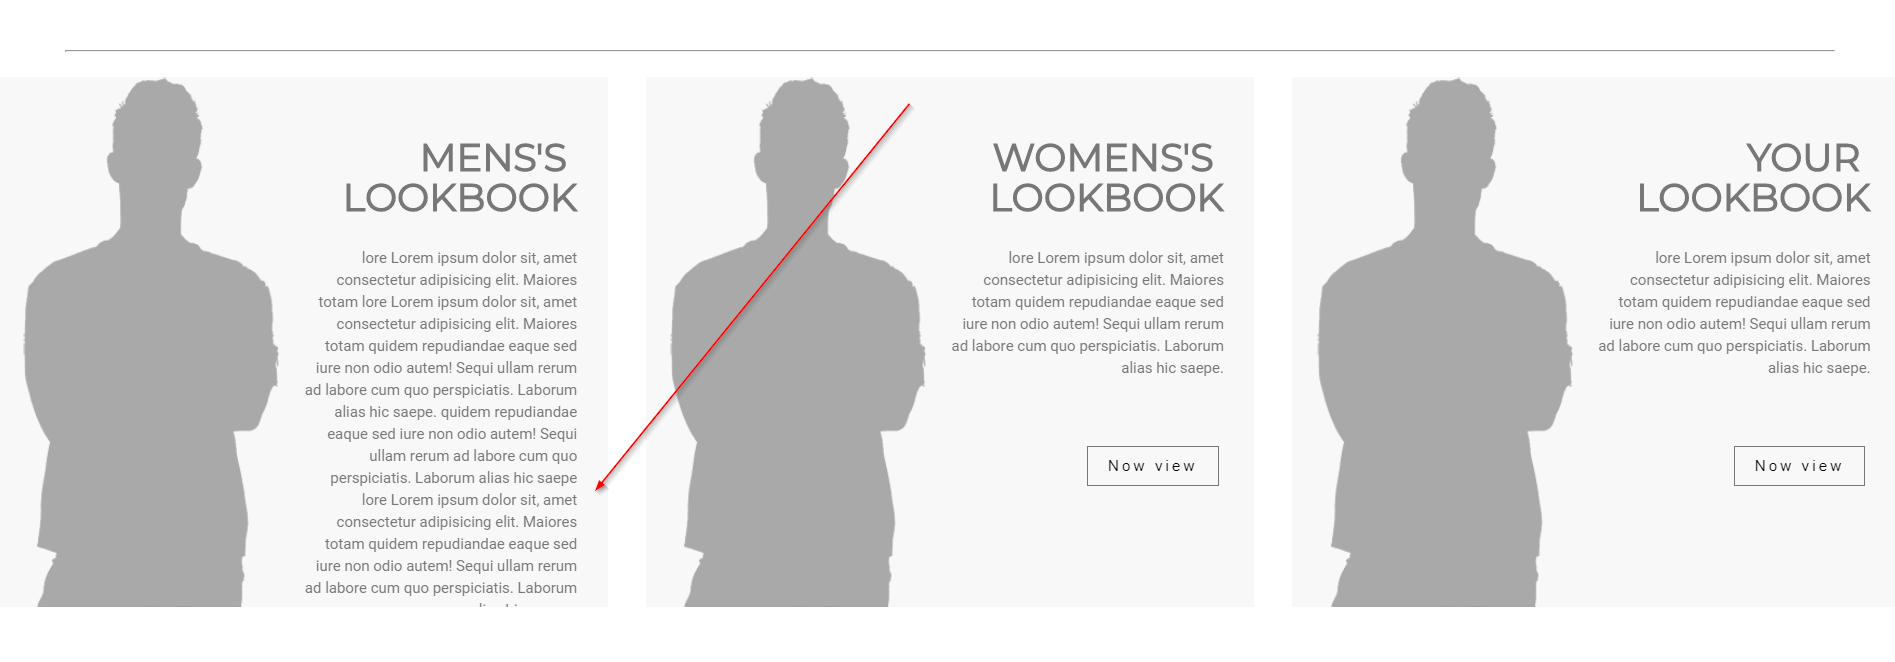 MENS'S
LOOKBOOK
lore Lorem ipsum dolor sit, amet
consectetur adipisicing elit. Maiores
totam lore Lorem ipsum dolor sit, amet
consectetur adipisicing elit. Maiores
totam quidem repudiandae eaque sed
iure non odio autem! Sequi ullam rerum
ad labore cum quo perspiciatis. Laborum
alias hic saepe. quidem repudiandae
eaque sed iure non odio autem! Sequi
ullam rerum ad labore cum quo
perspiciatis. Laborum alias hic saepe
lore Lorem ipsum dolor sit, amet
consectetur adipisicing elit. Maiores
totam quidem repudiandae eaque sed
iure non odio autem! Sequi ullam rerum
ad labore cum quo perspiciatis. Laborum
WOMENS'S
LOOKBOOK
lore Lorem ipsum dolor sit, amet
consectetur adipisicing elit. Maiores
totam quidem repudiandae eaque sed
iure non odio autem! Sequi ullam rerum
ad labore cum quo perspiciatis. Laborum
alias hic saepe.
Now view
YOUR
LOOKBOOK
lore Lorem ipsum dolor sit, amet
consectetur adipisicing elit. Maiores
totam quidem repudiandae eaque sed
iure non odio autem! Sequi ullam rerum
ad labore cum quo perspiciatis. Laborum
alias hic saepe.
Now view